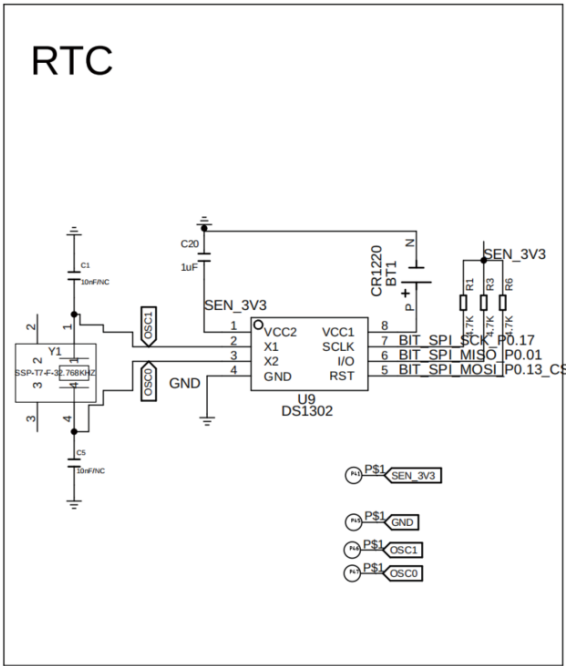 RTC
C1
10nF/NC
C20
1uF
N
CR1220
BT1
P
SEN_3V3
R1
R3
R6
4.7K
4.7K
4.7K
SEN_3V3
OSC1
OSC0
2
1
Y1
2
1
SSP-T7-F-32.768KHZ
3
4
3
4
C5
10nF/NC
1
2
3
4
VCC2
X1
X2
GND
VCC1
SCLK
I/O
RST
8
7
6
5
BIT_SPI_SCK_P0.17
BIT_SPI_MISO_P0.01
BIT_SPI_MOSI_P0.13_CS
GND
U9
DS1302
P41 P$1 SEN_3V3
P$1 GND
P$1 OSC1
P47 P$1 OSC0